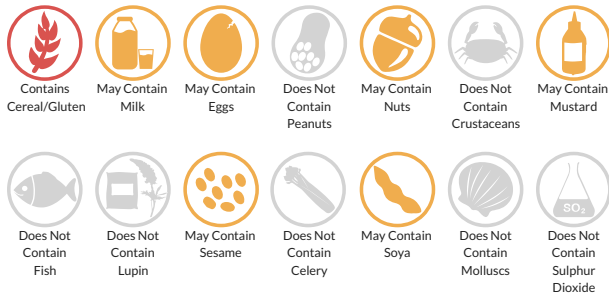 Contains
Cereal/Gluten
May Contain
Milk
May Contain
Eggs
Does Not
Contain
Peanuts
May Contain
Nuts
Does Not
Contain
Crustaceans
May Contain
Mustard
Does Not
Contain
Fish
Does Not
Contain
Lupin
May Contain
Sesame
Does Not
Contain
Celery
May Contain
Soya
Does Not
Contain
Molluscs
SO₂
Does Not
Contain
Sulphur
Dioxide